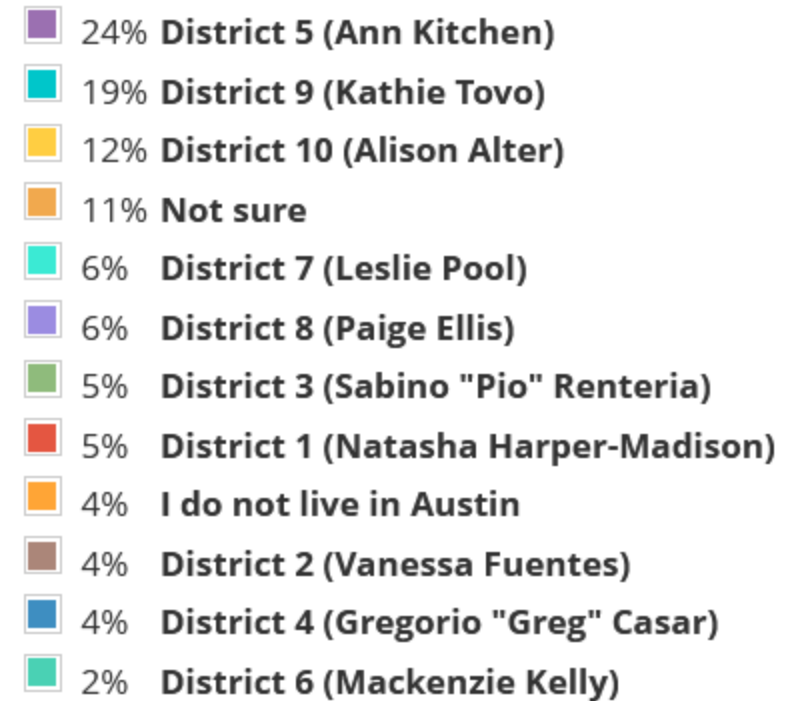 24% District 5 (Ann Kitchen)
19% District 9 (Kathie Tovo)
12% District 10 (Alison Alter)
11% Not sure
6% District 7 (Leslie Pool)
6% District 8 (Paige Ellis)
5% District 3 (Sabino "Pio" Renteria)
5% District 1 (Natasha Harper-Madison)
4% I do not live in Austin
4% District 2 (Vanessa Fuentes)
4% District 4 (Gregorio "Greg" Casar)
2% District 6 (Mackenzie Kelly)